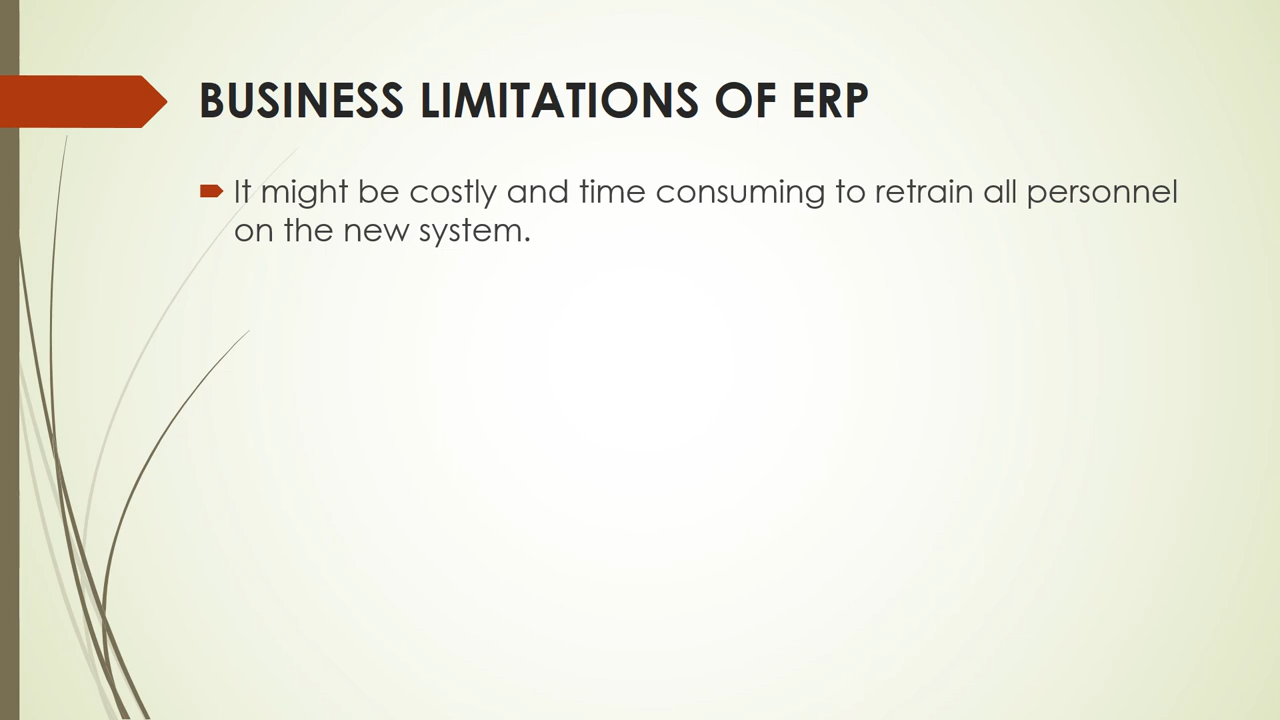 BUSINESS LIMITATIONS OF ERP
It might be costly and time consuming to retrain all personnel
on the new system.